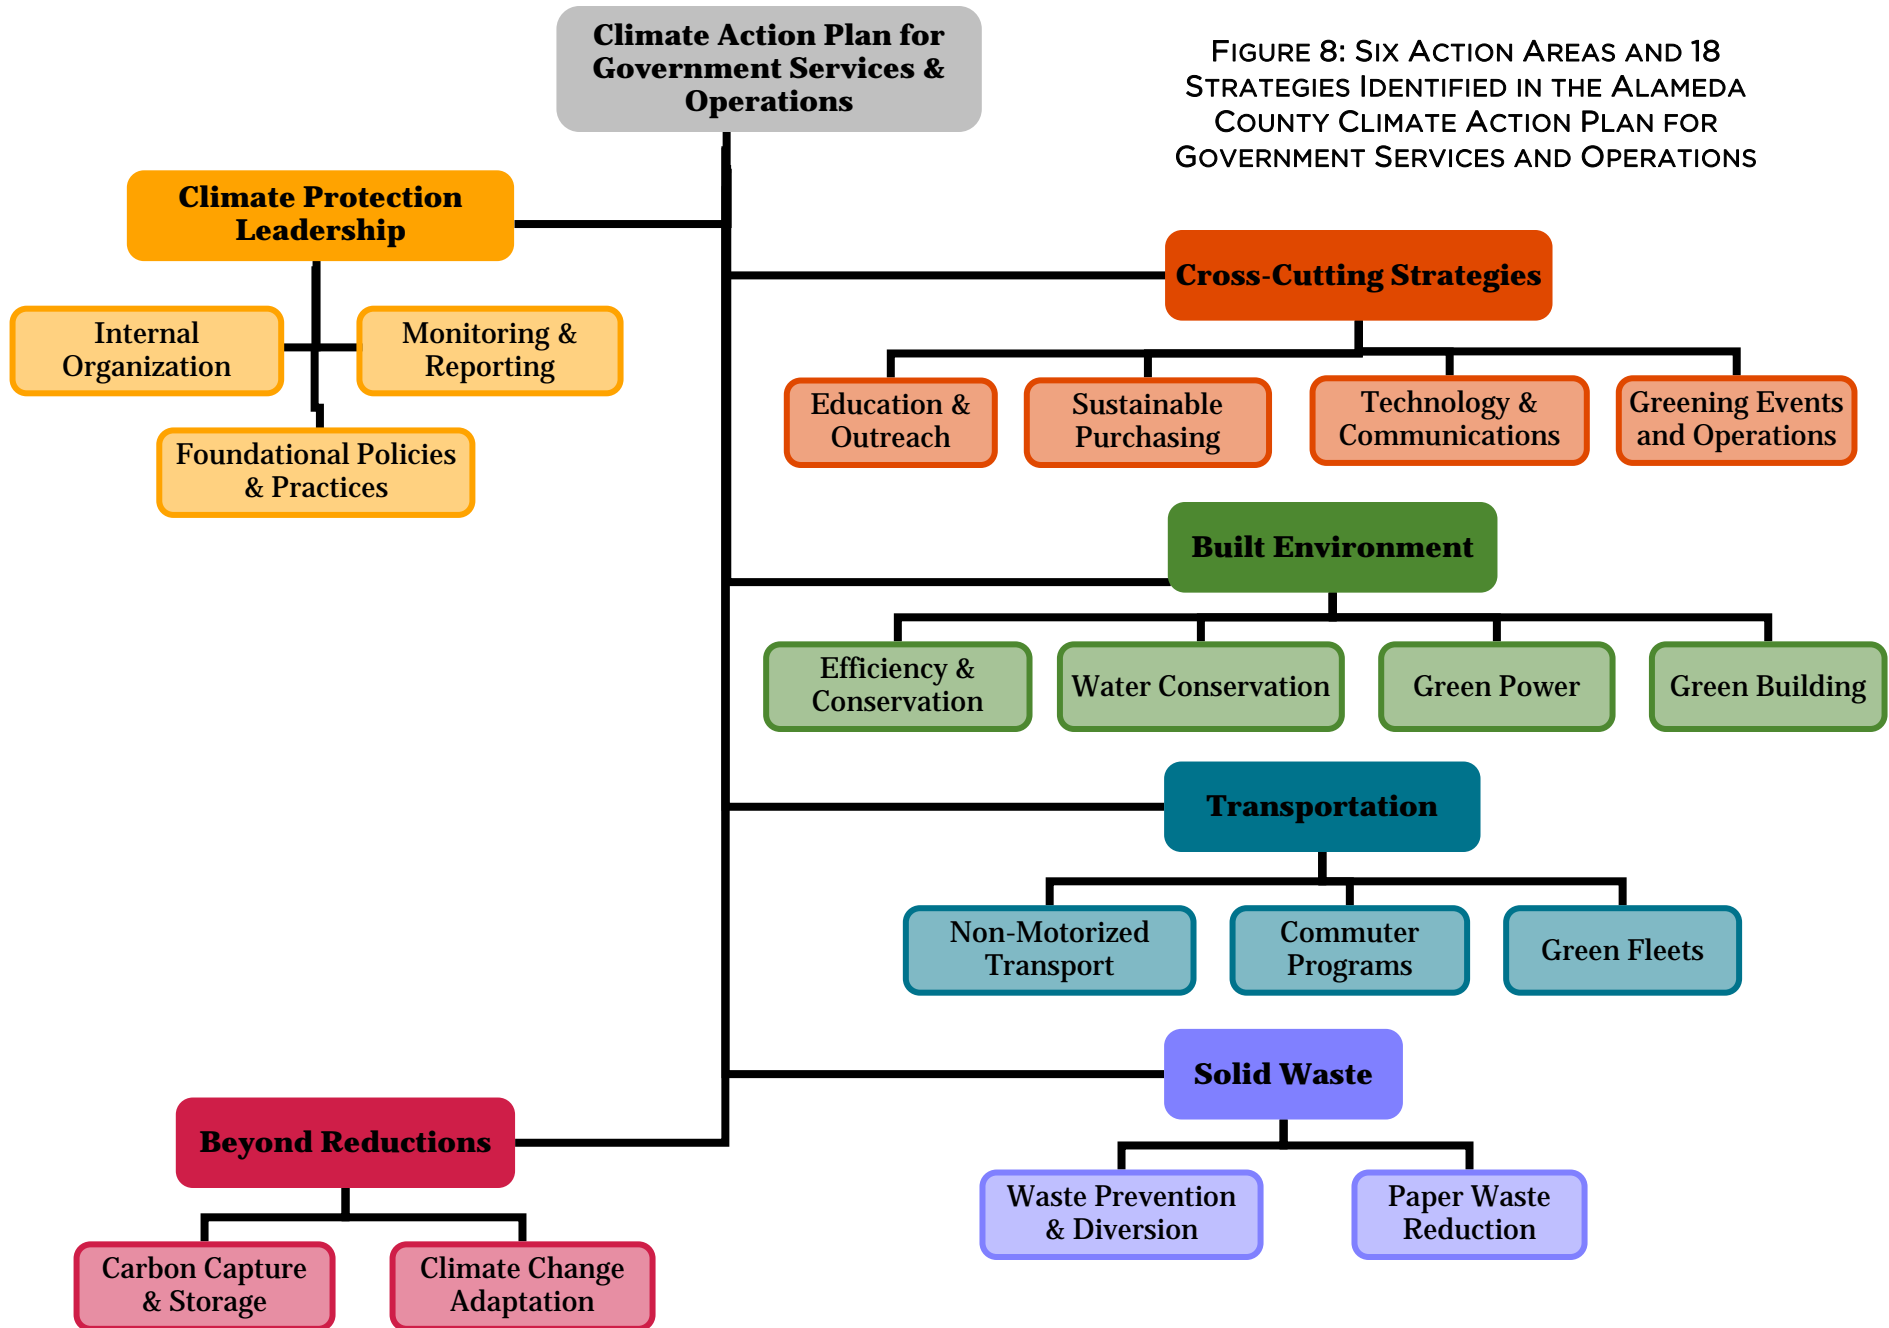 Climate Action Plan for
Government Services &
Operations
FIGURE 8: SIX ACTION AREAS AND 18
STRATEGIES IDENTIFIED IN THE ALAMEDA
COUNTY CLIMATE ACTION PLAN FOR
GOVERNMENT SERVICES AND OPERATIONS
Climate Protection
Leadership
Internal
Organization
Monitoring &
Reporting
Foundational Policies
& Practices
Cross-Cutting Strategies
Education &
Outreach
Sustainable
Purchasing
Technology &
Communications
Greening Events
and Operations
Built Environment
Efficiency &
Conservation
Water Conservation
Green Power
Green Building
Transportation
Non-Motorized
Transport
Commuter
Programs
Green Fleets
Solid Waste
Waste Prevention
& Diversion
Paper Waste
Reduction
Beyond Reductions
Carbon Capture
& Storage
Climate Change
Adaptation